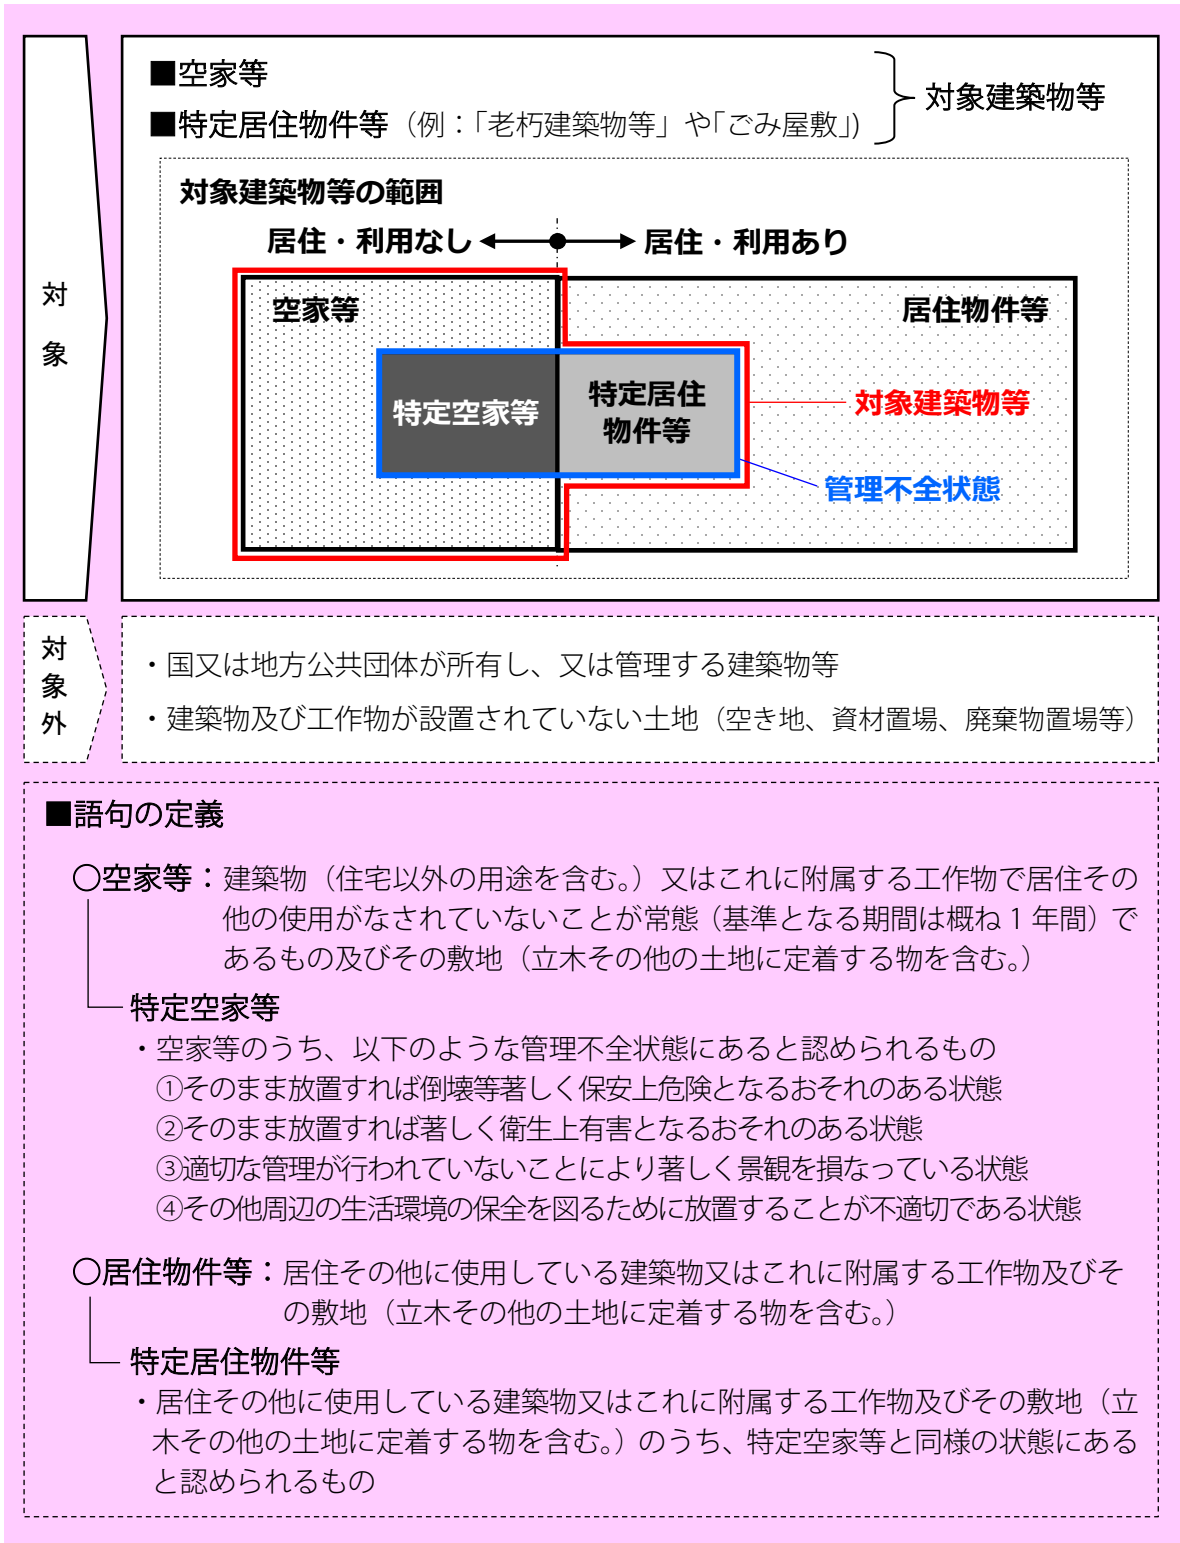 対象
■空家等
■特定居住物件等（例：「老朽建築物等」や「ごみ屋敷」)
対象建築物等
対象建築物等の範囲
居住・利用なし
居住・利用あり
空家等
居住物件等
特定空家等
特定居住
物件等
対象建築物等
管理不全状態
対象外
・国又は地方公共団体が所有し、又は管理する建築物等
・建築物及び工作物が設置されていない土地（空き地、資材置場、廃棄物置場等）
■語句の定義
〇空家等：建築物（住宅以外の用途を含む。）又はこれに附属する工作物で居住その
他の使用がなされていないことが常態（基準となる期間は概ね1年間）で
あるもの及びその敷地（立木その他の土地に定着する物を含む。）
特定空家等
・空家等のうち、以下のような管理不全状態にあると認められるもの
①そのまま放置すれば倒壊等著しく保安上危険となるおそれのある状態
②そのまま放置すれば著しく衛生上有害となるおそれのある状態
③適切な管理が行われていないことにより著しく景観を損なっている状態
④その他周辺の生活環境の保全を図るために放置することが不適切である状態
〇居住物件等：居住その他に使用している建築物又はこれに附属する工作物及びそ
の敷地（立木その他の土地に定着する物を含む。）
特定居住物件等
・居住その他に使用している建築物又はこれに附属する工作物及びその敷地（立
木その他の土地に定着する物を含む。）のうち、特定空家等と同様の状態にある
と認められるもの